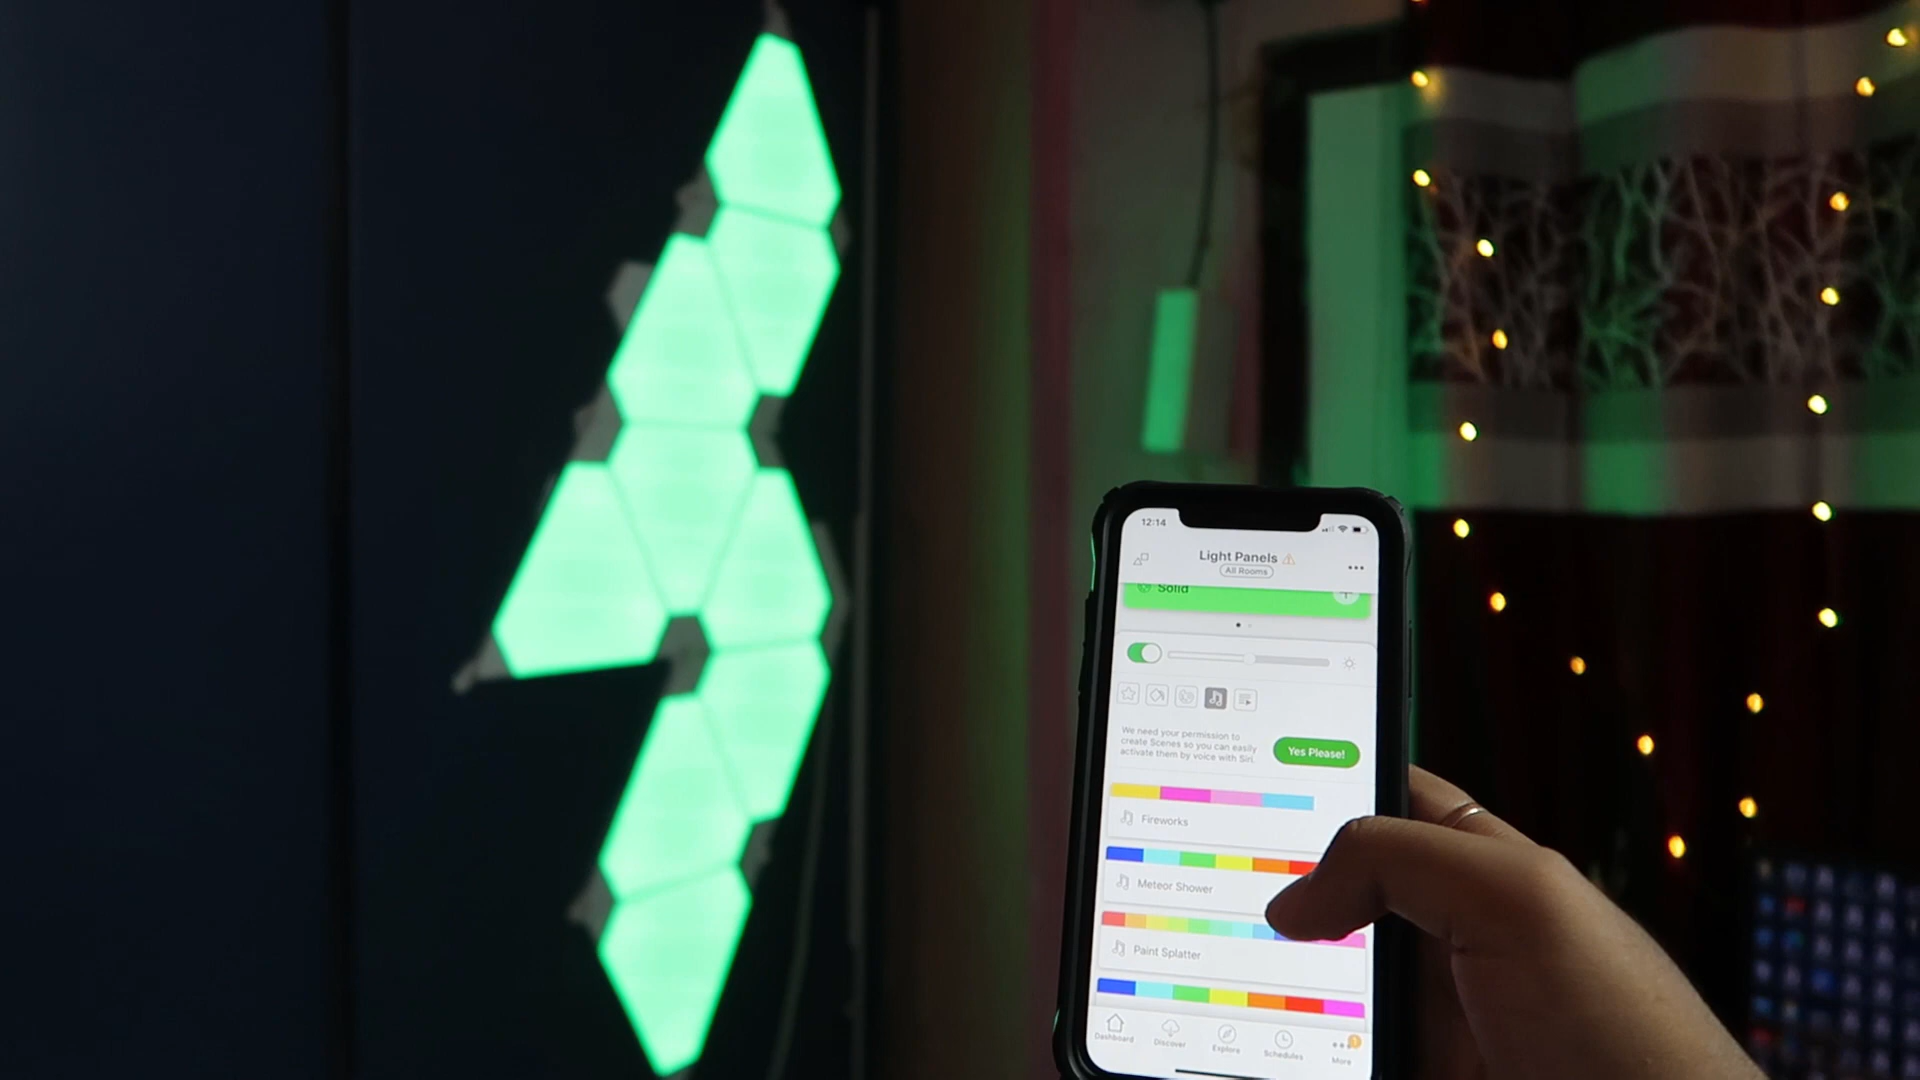 12:14
Light Panels
All Rooms
Solid
We need your permission to
create Scenes so you can easily
activate them by voice with Siri.
Yes Please!
Fireworks
Meteor Shower
Paint Splatter
Dashboard
Discover
Explore
Schedules
More
1